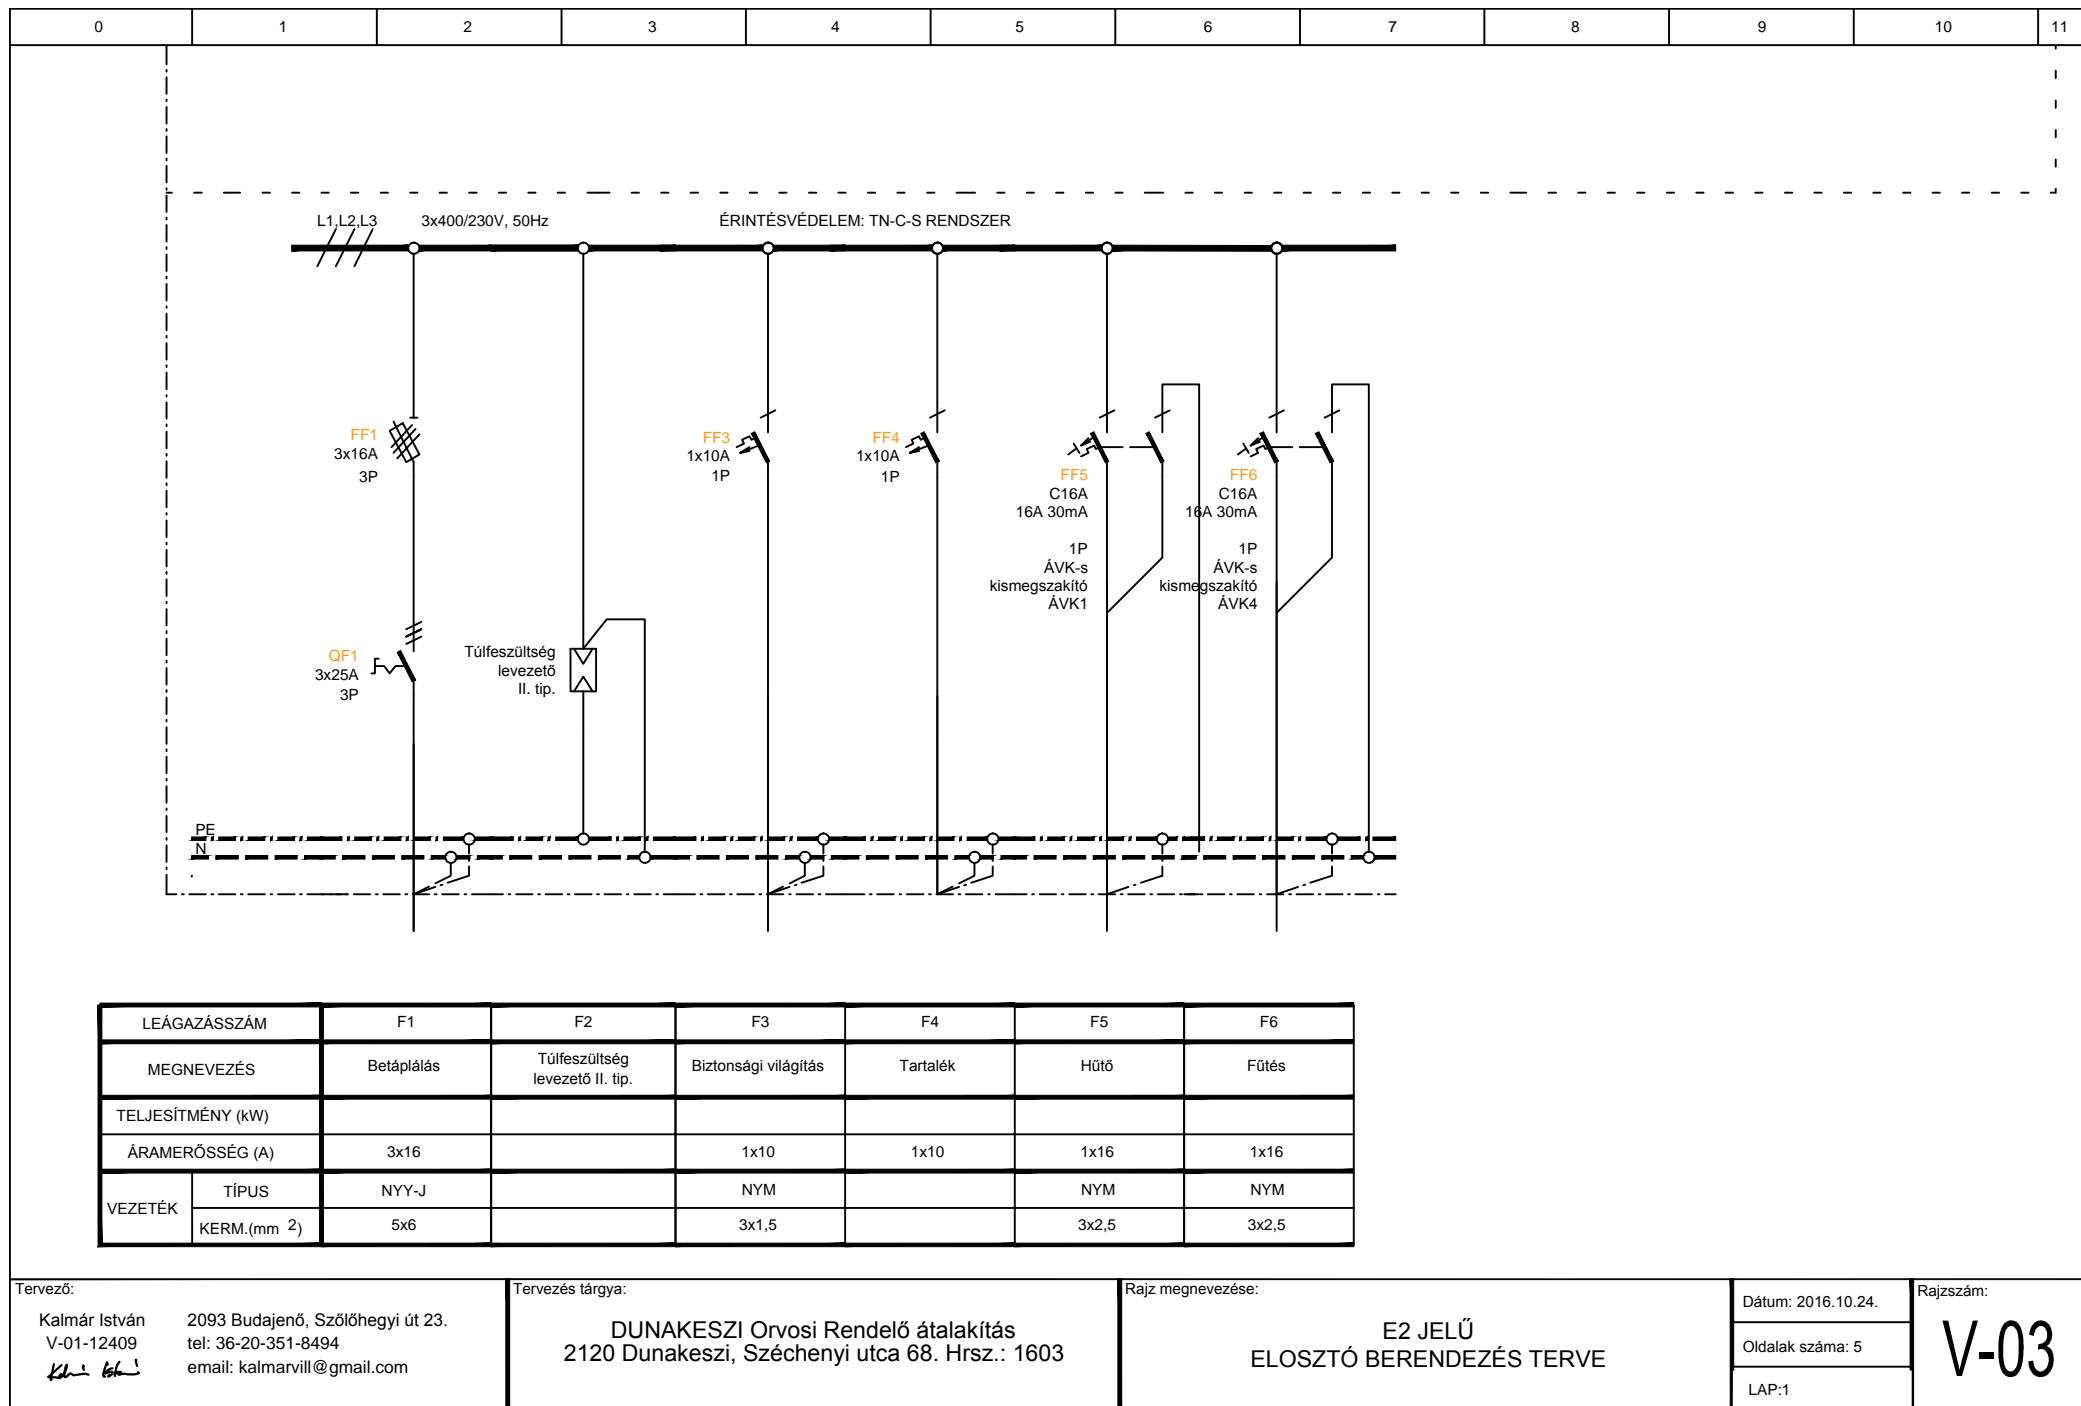 0 1 2 3 4 5 6 7 8 9 10 11
L1,L2,L3 3x400/230V, 50Hz ÉRINTÉSVÉDELEM: TN-C-S RENDSZER
FF1
3x16A
3P
QF1
3x25A
3P
Túlfeszültség
levezető
II. tip.
FF3
1x10A
1P
FF4
1x10A
1P
FF5
C16A
16A 30mA
1P
ÁVK-s
kismegszakító
ÁVK1
FF6
C16A
16A 30mA
1P
ÁVK-s
kismegszakító
ÁVK4
PE
N
LEÁGAZÁSSZÁM F1 F2 F3 F4 F5 F6
MEGNEVEZÉS Betáplálás Túlfeszültség levezető II. tip. Biztonsági világítás Tartalék Hűtő Fűtés
TELJESÍTMÉNY (kW)
ÁRAMERŐSSÉG (A) 3x16 1x10 1x10 1x16 1x16
VEZETÉK TÍPUS NYY-J NYM NYM NYM
KERM.(mm 2) 5x6 3x1,5 3x2,5 3x2,5
Tervező:
Kalmár István 2093 Budajenő, Szőlőhegyi út 23.
V-01-12409 tel: 36-20-351-8494
email: kalmarvill@gmail.com
Tervezés tárgya:
DUNAKESZI Orvosi Rendelő átalakítás
2120 Dunakeszi, Széchenyi utca 68. Hrsz.: 1603
Rajz megnevezése:
E2 JELŰ
ELOSZTÓ BERENDEZÉS TERVE
Dátum: 2016.10.24.
Oldalak száma: 5
LAP:1
Rajzszám:
V-03